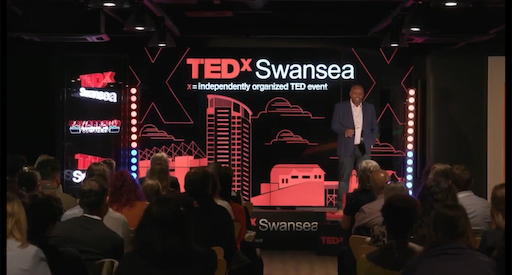 TEDx Swansea
x = independently organized TED event
TEDx
Swansea
TEDx
TEDx Swansea